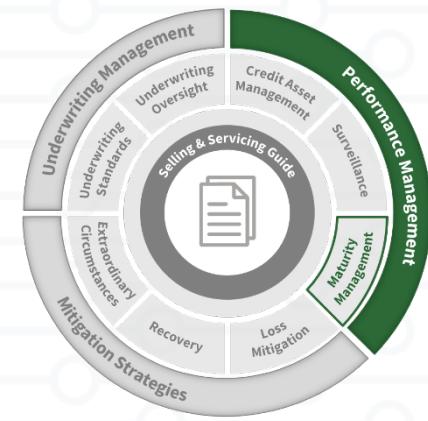 Underwriting Management
Performance Management
Mitigation Strategies
Underwriting
Oversight
Credit Asset
Management
Surveillance
Maturity
Management
Loss
Mitigation
Recovery
Extraordinary
Circumstances
Underwriting
Standards
Selling & Servicing Guide